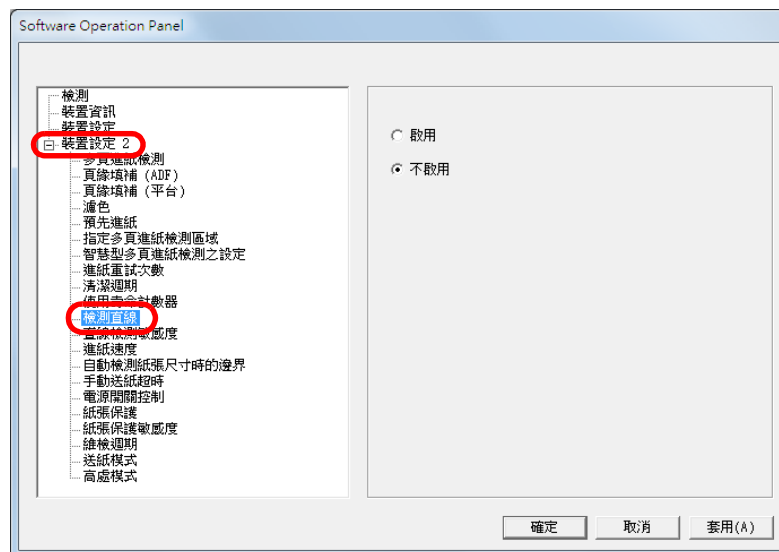 Software Operation Panel
檢測
裝置資訊
裝置設定
裝置設定 2
多頁進紙檢測
頁緣填補 (ADF)
頁緣填補 (平台)
濾色
預先進紙
指定多頁進紙檢測區域
智慧型多頁進紙檢測之設定
進紙重試次數
清潔週期
使用壽命計數器
檢測直線
直線檢測敏感度
進紙速度
自動檢測紙張尺寸時的邊界
手動送紙超時
電源開關控制
紙張保護
紙張保護敏感度
維檢週期
送紙模式
高處模式
啟用
不啟用
確定
取消
套用(A)